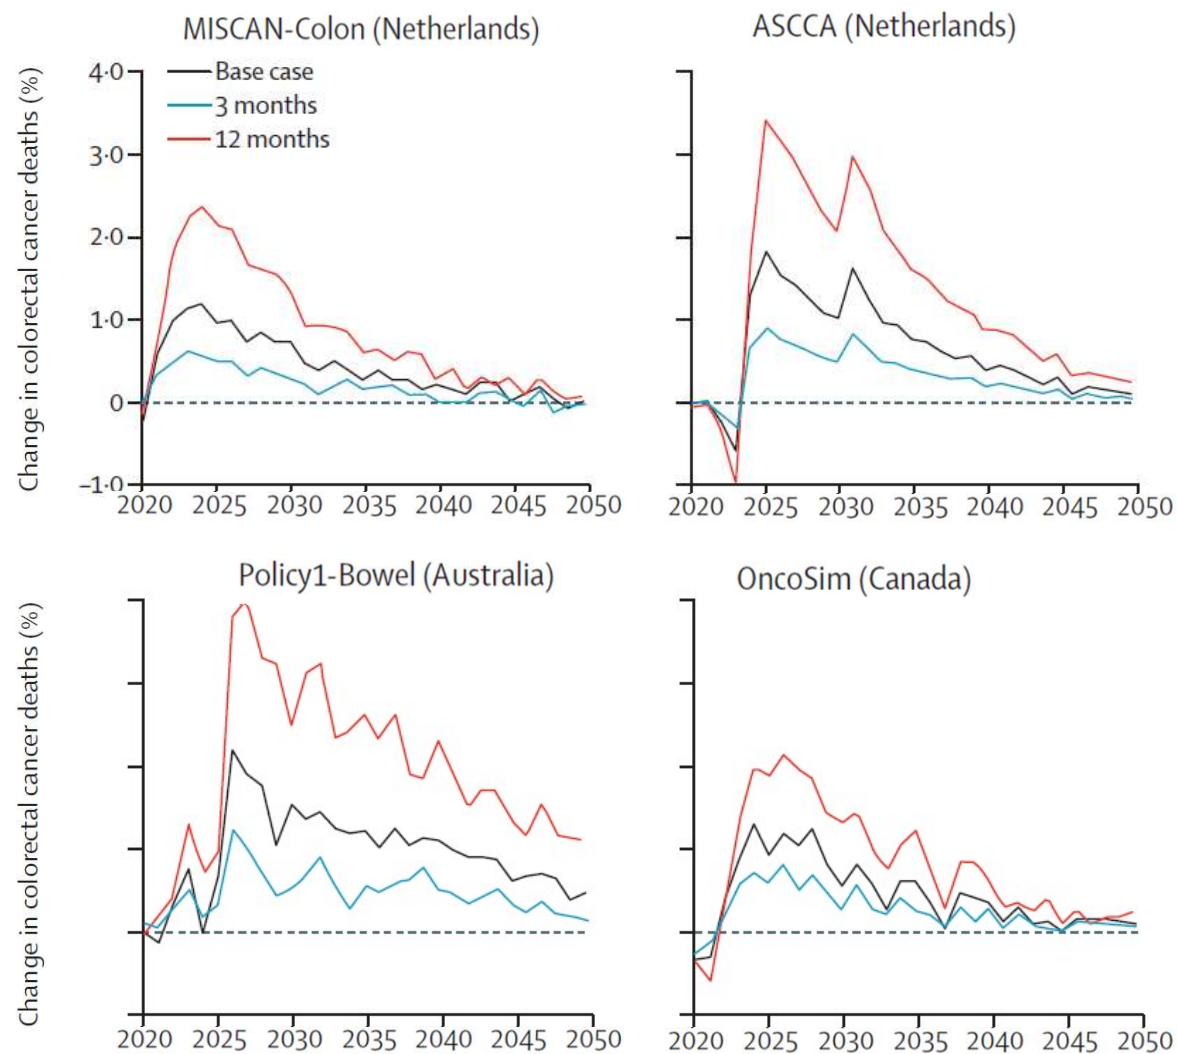 MISCAN-Colon (Netherlands)
ASCCA (Netherlands)
Change in colorectal cancer deaths (%)
4·0
3·0
2·0
1·0
0
–1·0
Base case
3 months
12 months
2020 2025 2030 2035 2040 2045 2050
2020 2025 2030 2035 2040 2045 2050
Policy1-Bowel (Australia)
OncoSim (Canada)
Change in colorectal cancer deaths (%)
2020 2025 2030 2035 2040 2045 2050
2020 2025 2030 2035 2040 2045 2050